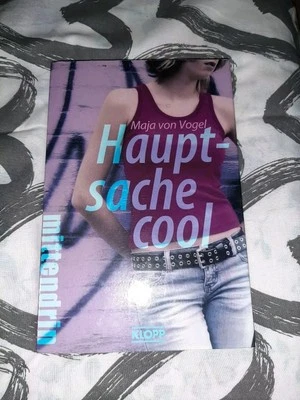 Maja von Vogel
Haupt-
sache
cool
mittendrin
KLOPP